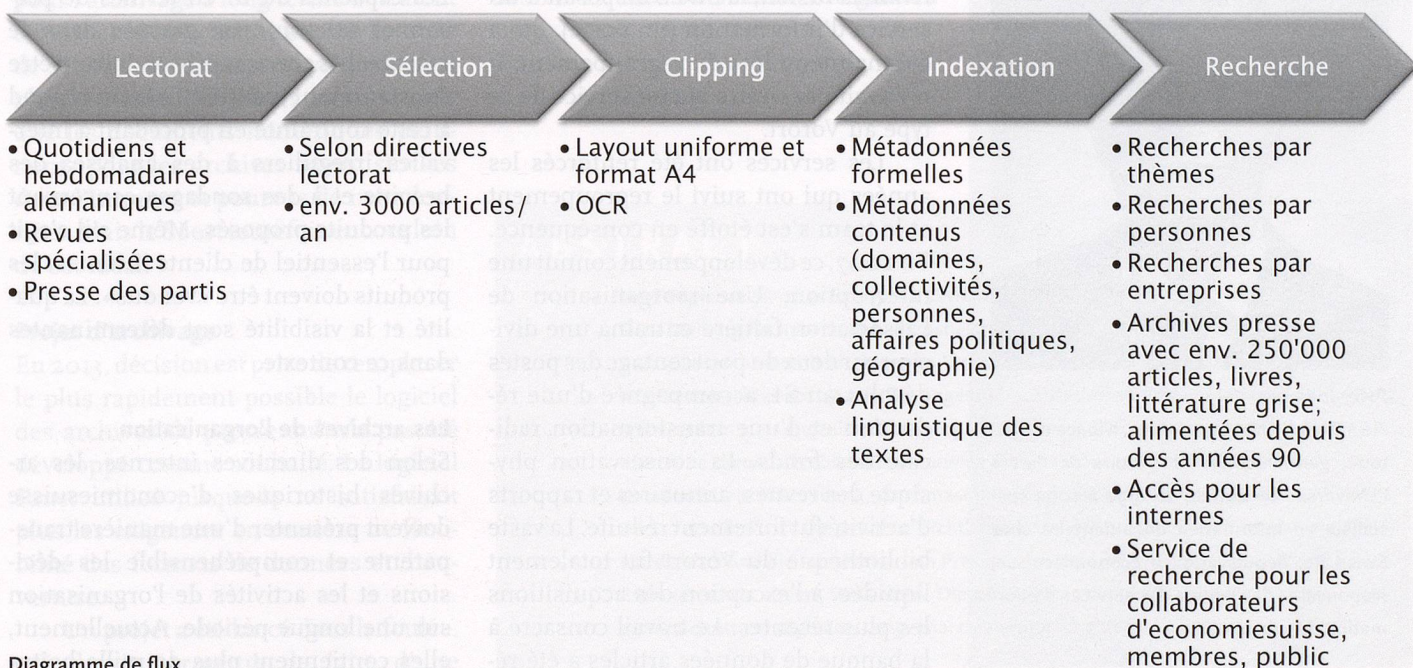 Lectorat
Sélection
Clipping
Indexation
Recherche
• Quotidiens et
hebdomadaires
alémaniques
• Revues
spécialisées
• Presse des partis
• Selon directives
lectorat
• env. 3000 articles/
an
• Layout uniforme et
format A4
• OCR
• Métadonnées
formelles
• Métadonnées
contenus
(domaines,
collectivités,
personnes,
affaires politiques,
géographie)
• Analyse
linguistique des
textes
• Recherches par
thèmes
• Recherches par
personnes
• Recherches par
entreprises
• Archives presse
avec env. 250'000
articles, livres,
littérature grise;
alimentées depuis
des années 90
• Accès pour les
internes
• Service de
recherche pour les
collaborateurs
d'economiesuisse,
membres, public
Diagramme de flux